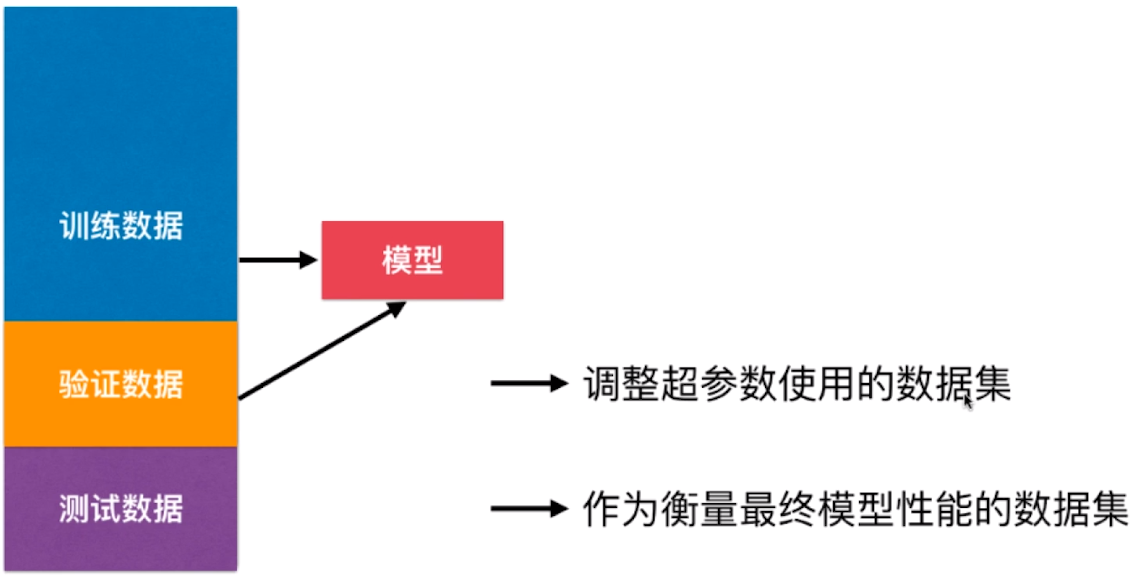 训练数据
模型
验证数据
调整超参数使用的数据集
测试数据
作为衡量最终模型性能的数据集